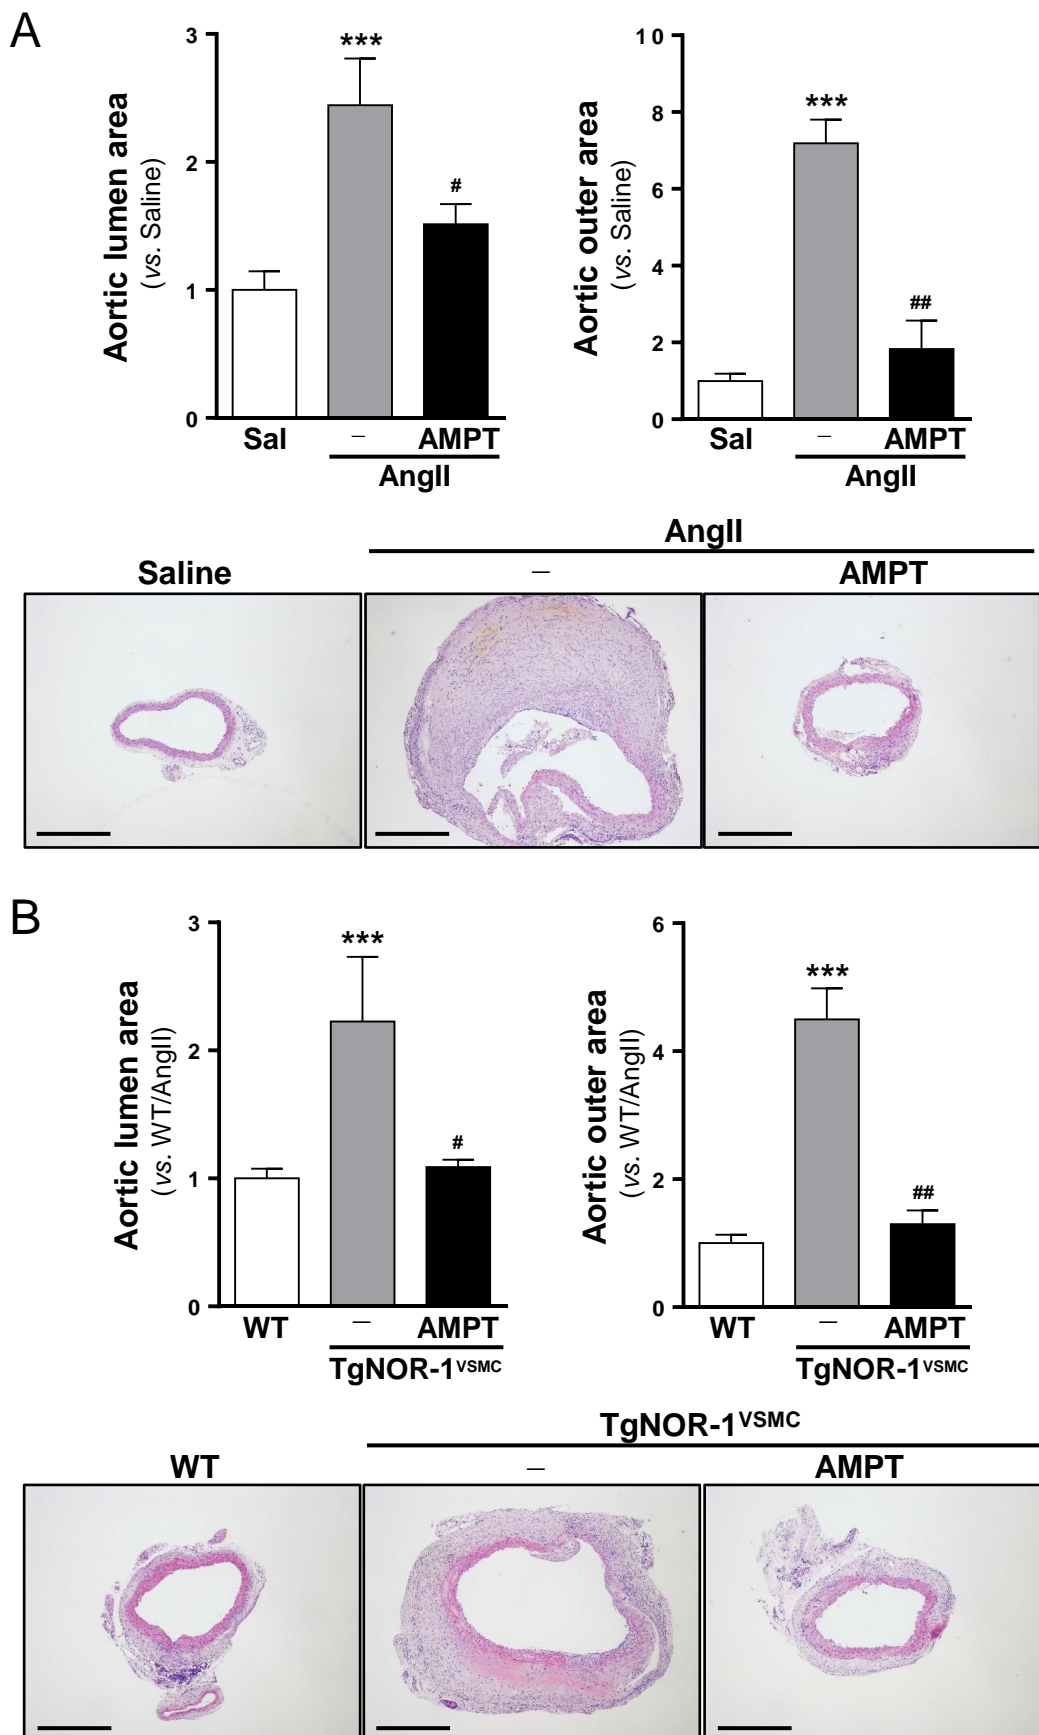 A
Aortic lumen area
(vs. Saline)
3
2
1
0
***
#
Sal
–
AMPT
AngII
Aortic outer area
(vs. Saline)
10
8
6
4
2
0
***
##
Sal
–
AMPT
AngII
AngII
Saline
–
AMPT
B
Aortic lumen area
(vs. WT/AngII)
3
2
1
0
***
#
WT
–
AMPT
TgNOR-1VSMC
Aortic outer area
(vs. WT/AngII)
6
4
2
0
***
##
WT
–
AMPT
TgNOR-1VSMC
TgNOR-1VSMC
WT
–
AMPT